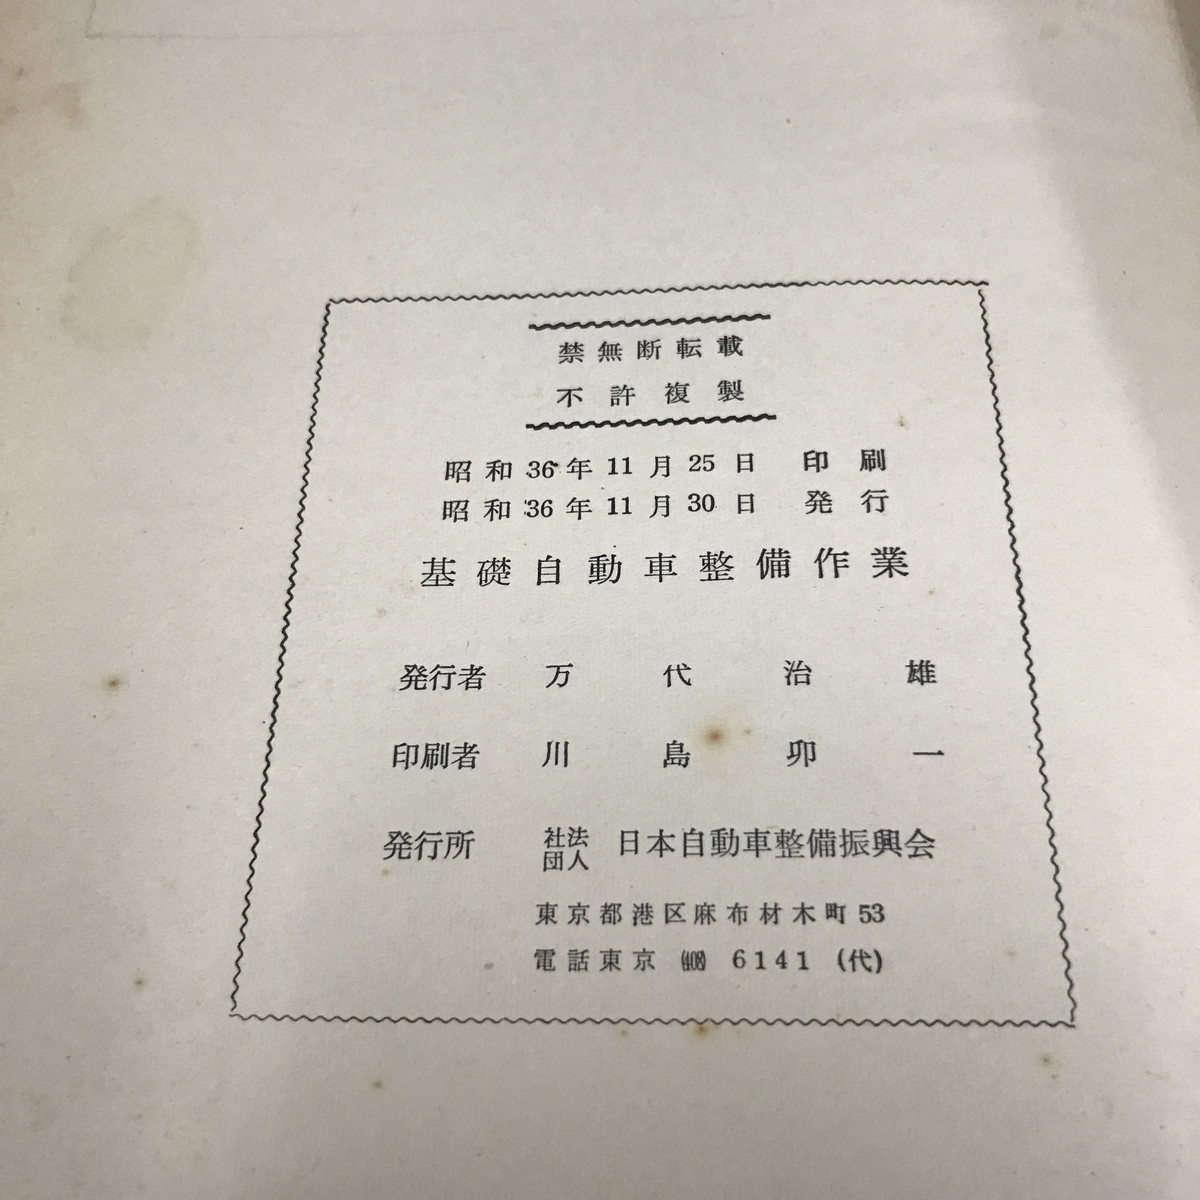 禁無断転載
不許複製
昭和36年11月25日 印刷
昭和36年11月30日 発行
基礎自動車整備作業
発行者 万代治雄
印刷者 川島卯一
発行所 社団法人 日本自動車整備振興会
東京都港区麻布材木町53
電話東京 (408) 6141 (代)